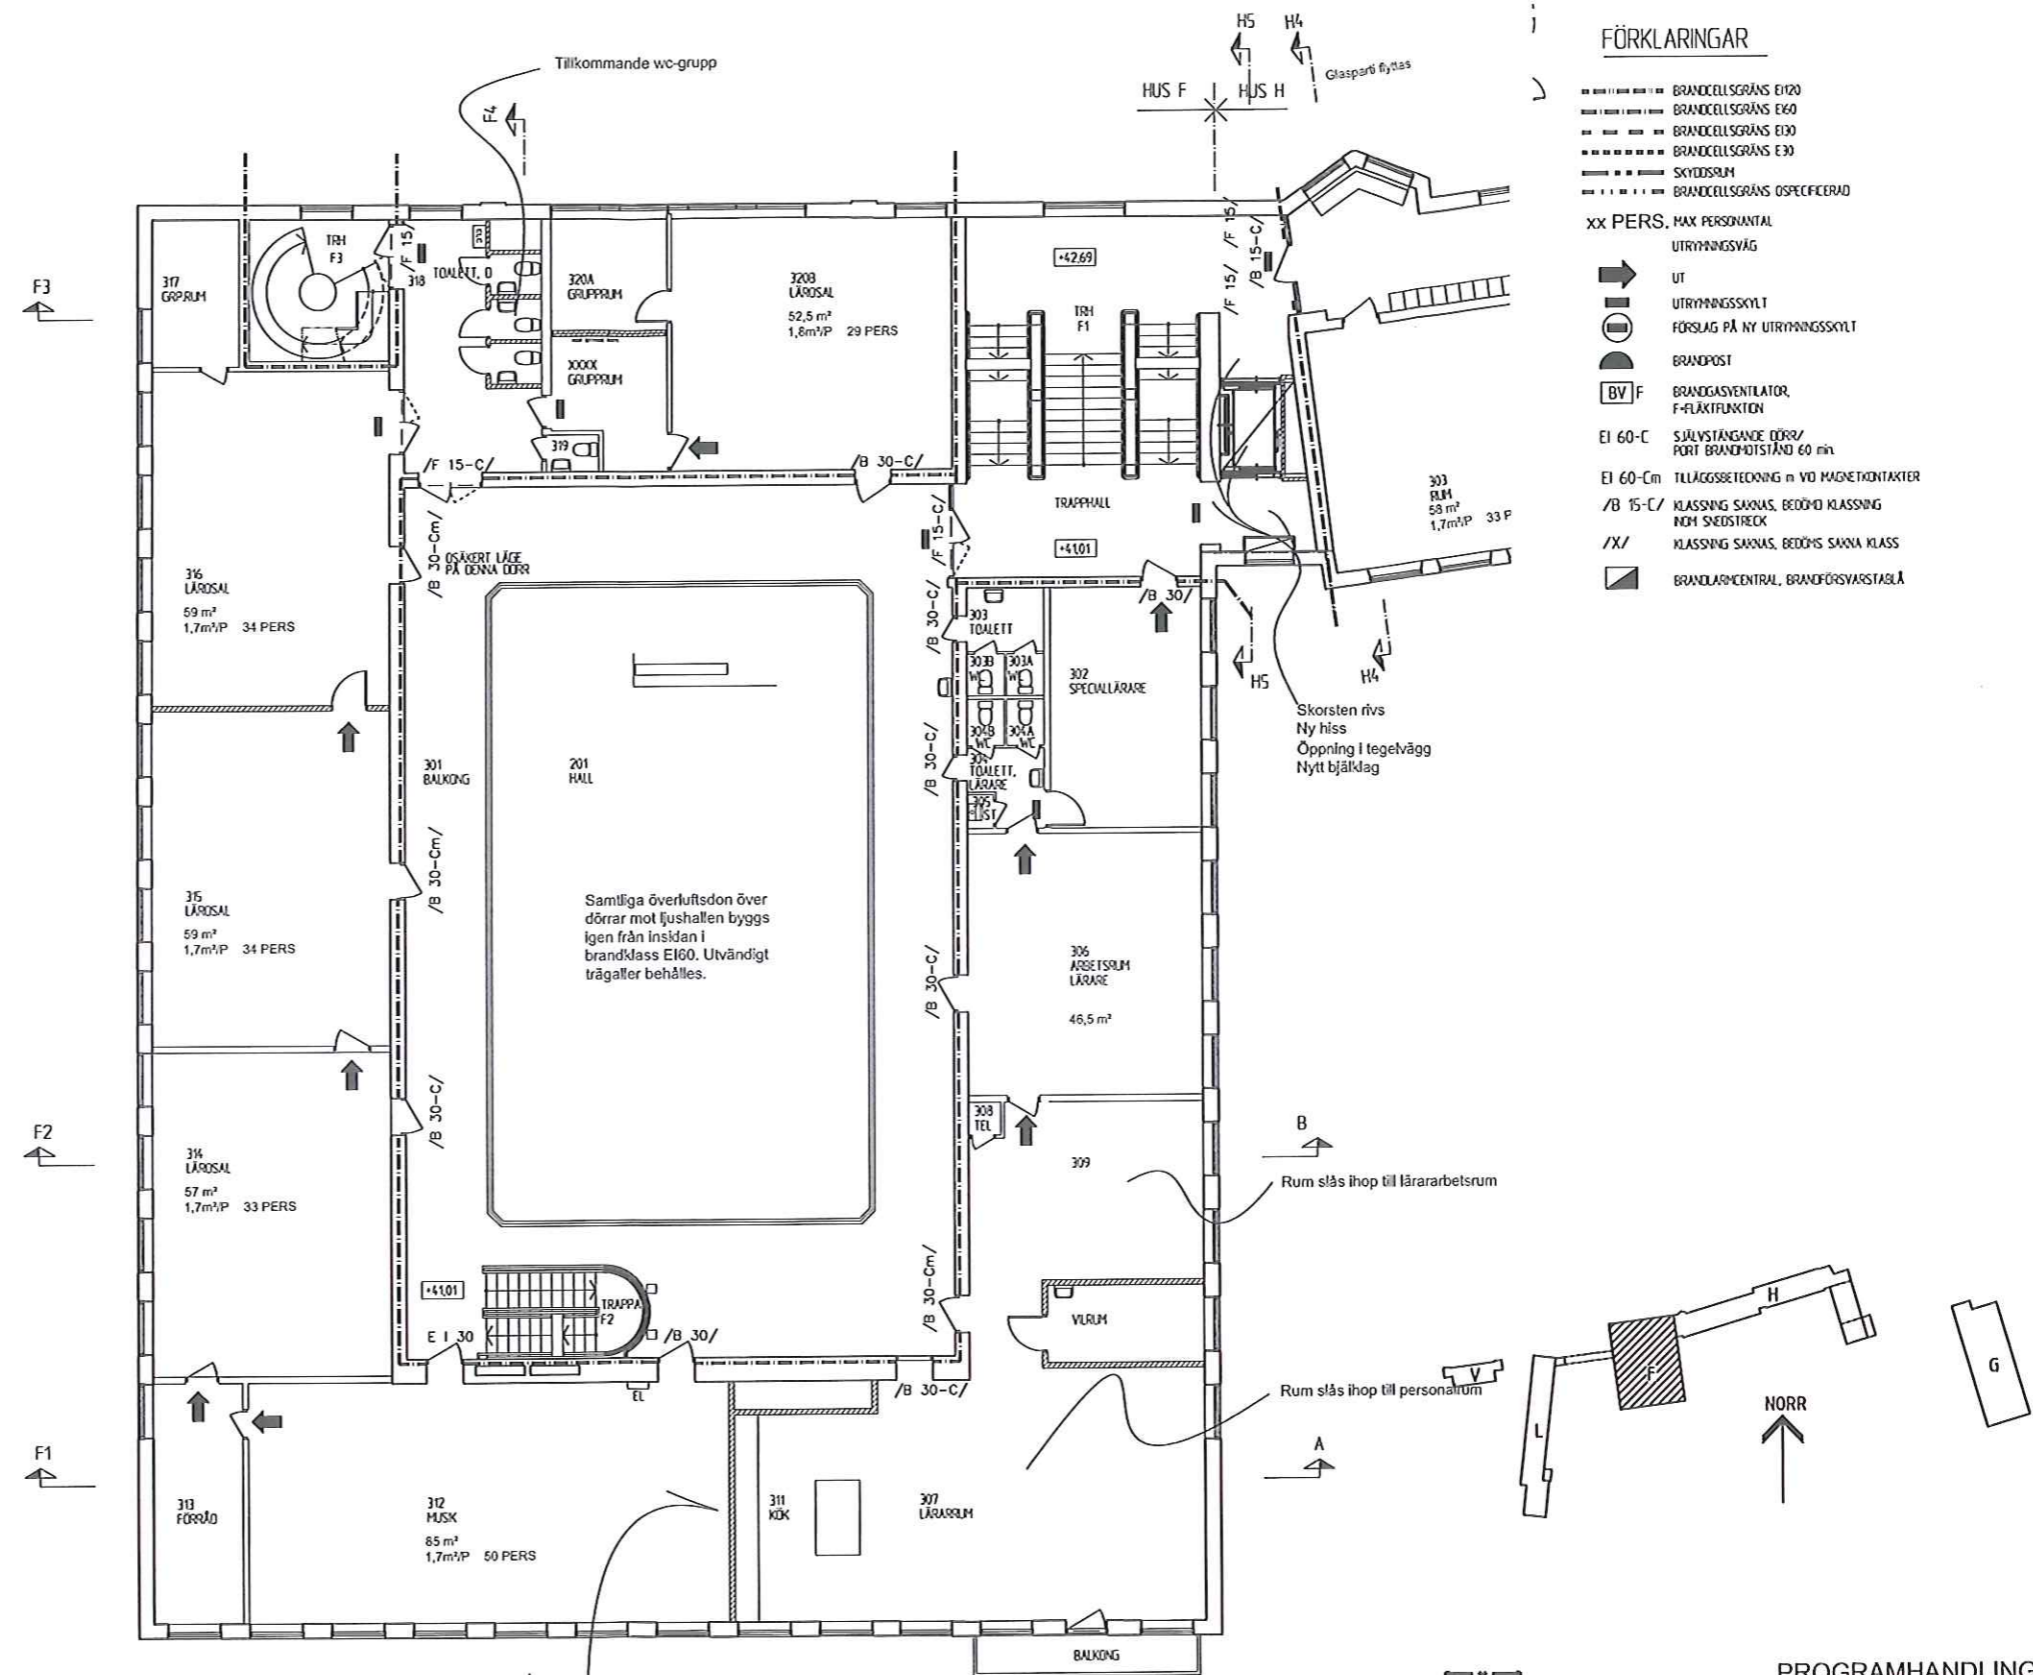 Tillkommande wc-grupp
F4
H5
H4
Glasparti flyttas
HUS F
HUS H
FÖRKLARINGAR
BRANDCELLSGRÄNS EI120
BRANDCELLSGRÄNS EI60
BRANDCELLSGRÄNS EI30
BRANDCELLSGRÄNS E30
SKYDDSRUM
BRANDCELLSGRÄNS OSPECIFICERAD
xx PERS. MAX PERSONANTAL
UTRYMNINGSVÄG
UT
UTRYMNINGSSKYLT
FÖRSLAG PÅ NY UTRYMNINGSSKYLT
BRANDPOST
BV F BRANDGASVENTILATOR,
F=FLÄKTFUNKTION
EI 60-C SJÄLVSTÄNGANDE DÖRR/
PORT BRANDMOTSTÅND 60 min.
EI 60-Cm TILLÄGGSBETECKNING m VID MAGNETKONTAKTER
/B 15-C/ KLASSNING SAKNAS, BEDÖMD KLASSNING
INOM SNEDSTRECK
/X/ KLASSNING SAKNAS, BEDÖMS SAKNA KLASS
BRANDLARMCENTRAL, BRANDFÖRSVARSTABLÅ
F3
317
GRP.RUM
TRH
F3
/F 15/
318
TOALETT, D
320A
GRUPPRUM
XXXX
GRUPPRUM
319
320B
LÄROSAL
52,5 m²
1,8m²/P 29 PERS
+42,69
TRH
F1
/F 15/
/F 15/
/B 15-C/
/F 15-C/
/B 30-C/
TRAPPHALL
+41,01
/F 15-C/
303
RUM
58 m²
1,7m²/P 33 P
/B 30-Cm/
OSÄKERT LÄGE
PÅ DENNA DÖRR
316
LÄROSAL
59 m²
1,7m²/P 34 PERS
/B 30-C/
303
TOALETT
303B
WC
303A
WC
304B
WC
304A
WC
304
TOALETT,
LÄRARE
305
ST
302
SPECIALLÄRARE
/B 30/
H5
H4
Skorsten rivs
Ny hiss
Öppning i tegelvägg
Nytt bjälklag
301
BALKONG
201
HALL
/B 30-C/
Samtliga överluftsdon över
dörrar mot ljushallen byggs
igen från insidan i
brandklass EI60. Utvändigt
trägaller behålles.
315
LÄROSAL
59 m²
1,7m²/P 34 PERS
/B 30-Cm/
/B 30-C/
306
ARBETSRUM
LÄRARE
46,5 m²
F2
314
LÄROSAL
57 m²
1,7m²/P 33 PERS
/B 30-C/
308
TEL
309
B
Rum slås ihop till lärararbetsrum
+41,01
TRAPPA
F2
E I 30
/B 30/
/B 30-Cm/
VILRUM
EL
/B 30-C/
Rum slås ihop till personalrum
F1
A
313
FÖRRÅD
312
MUSIK
85 m²
1,7m²/P 50 PERS
311
KÖK
307
LÄRARRUM
BALKONG
H
F
V
L
G
NORR
PROGRAMHANDLING